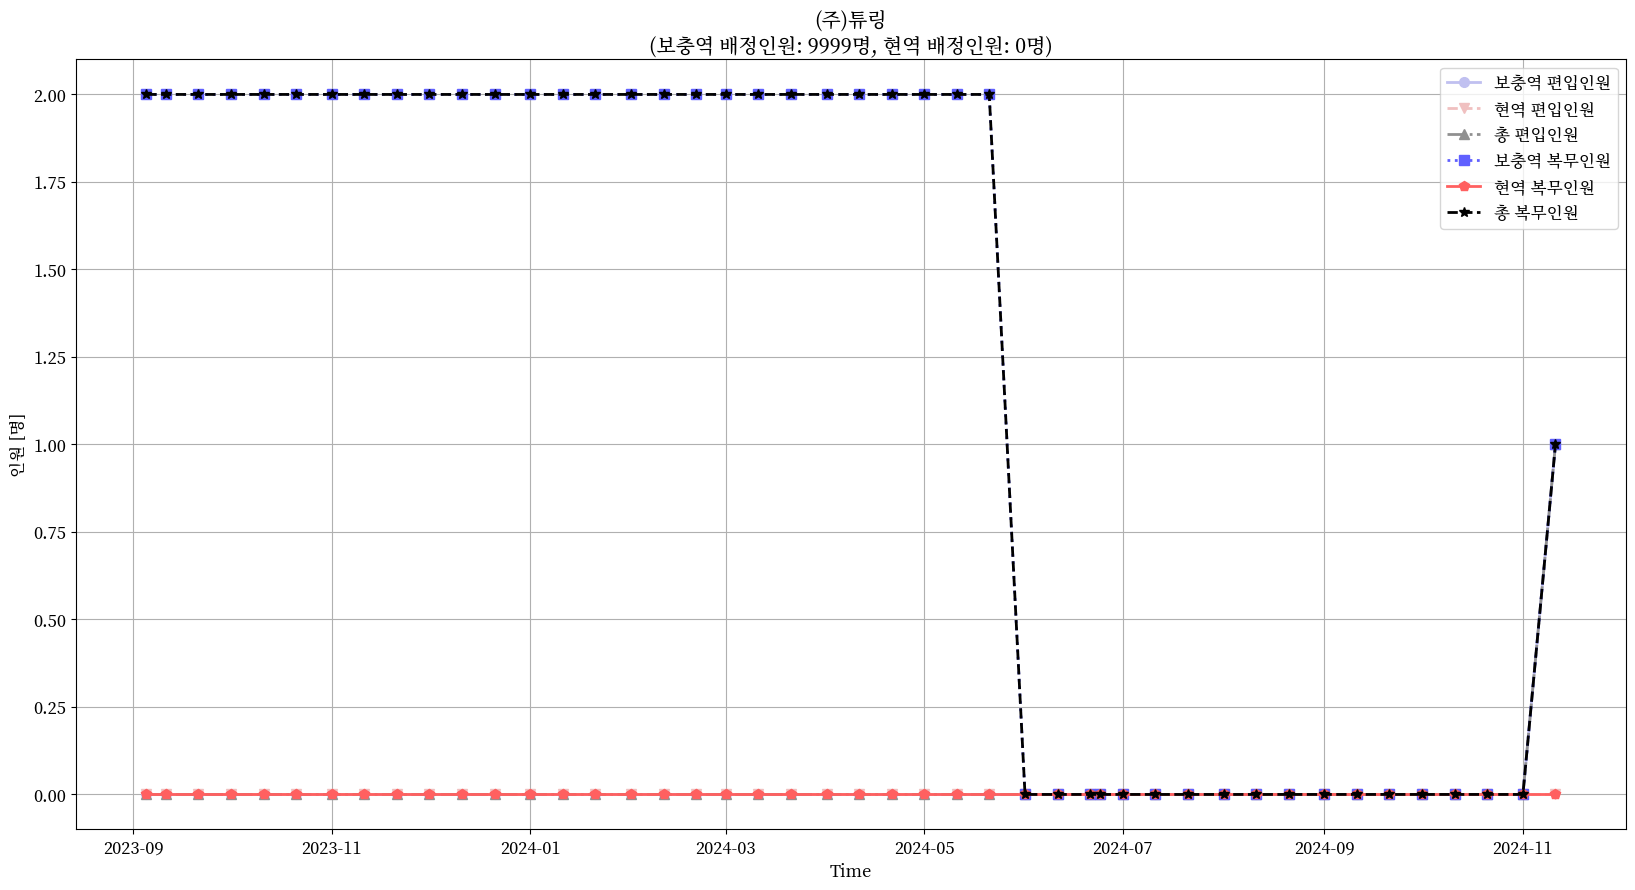 (주)튜링
(보충역 배정인원: 9999명, 현역 배정인원: 0명)
보충역 편입인원
현역 편입인원
총 편입인원
보충역 복무인원
현역 복무인원
총 복무인원
2.00
1.75
1.50
1.25
1.00
0.75
0.50
0.25
0.00
인원 [명]
2023-09
2023-11
2024-01
2024-03
2024-05
2024-07
2024-09
2024-11
Time